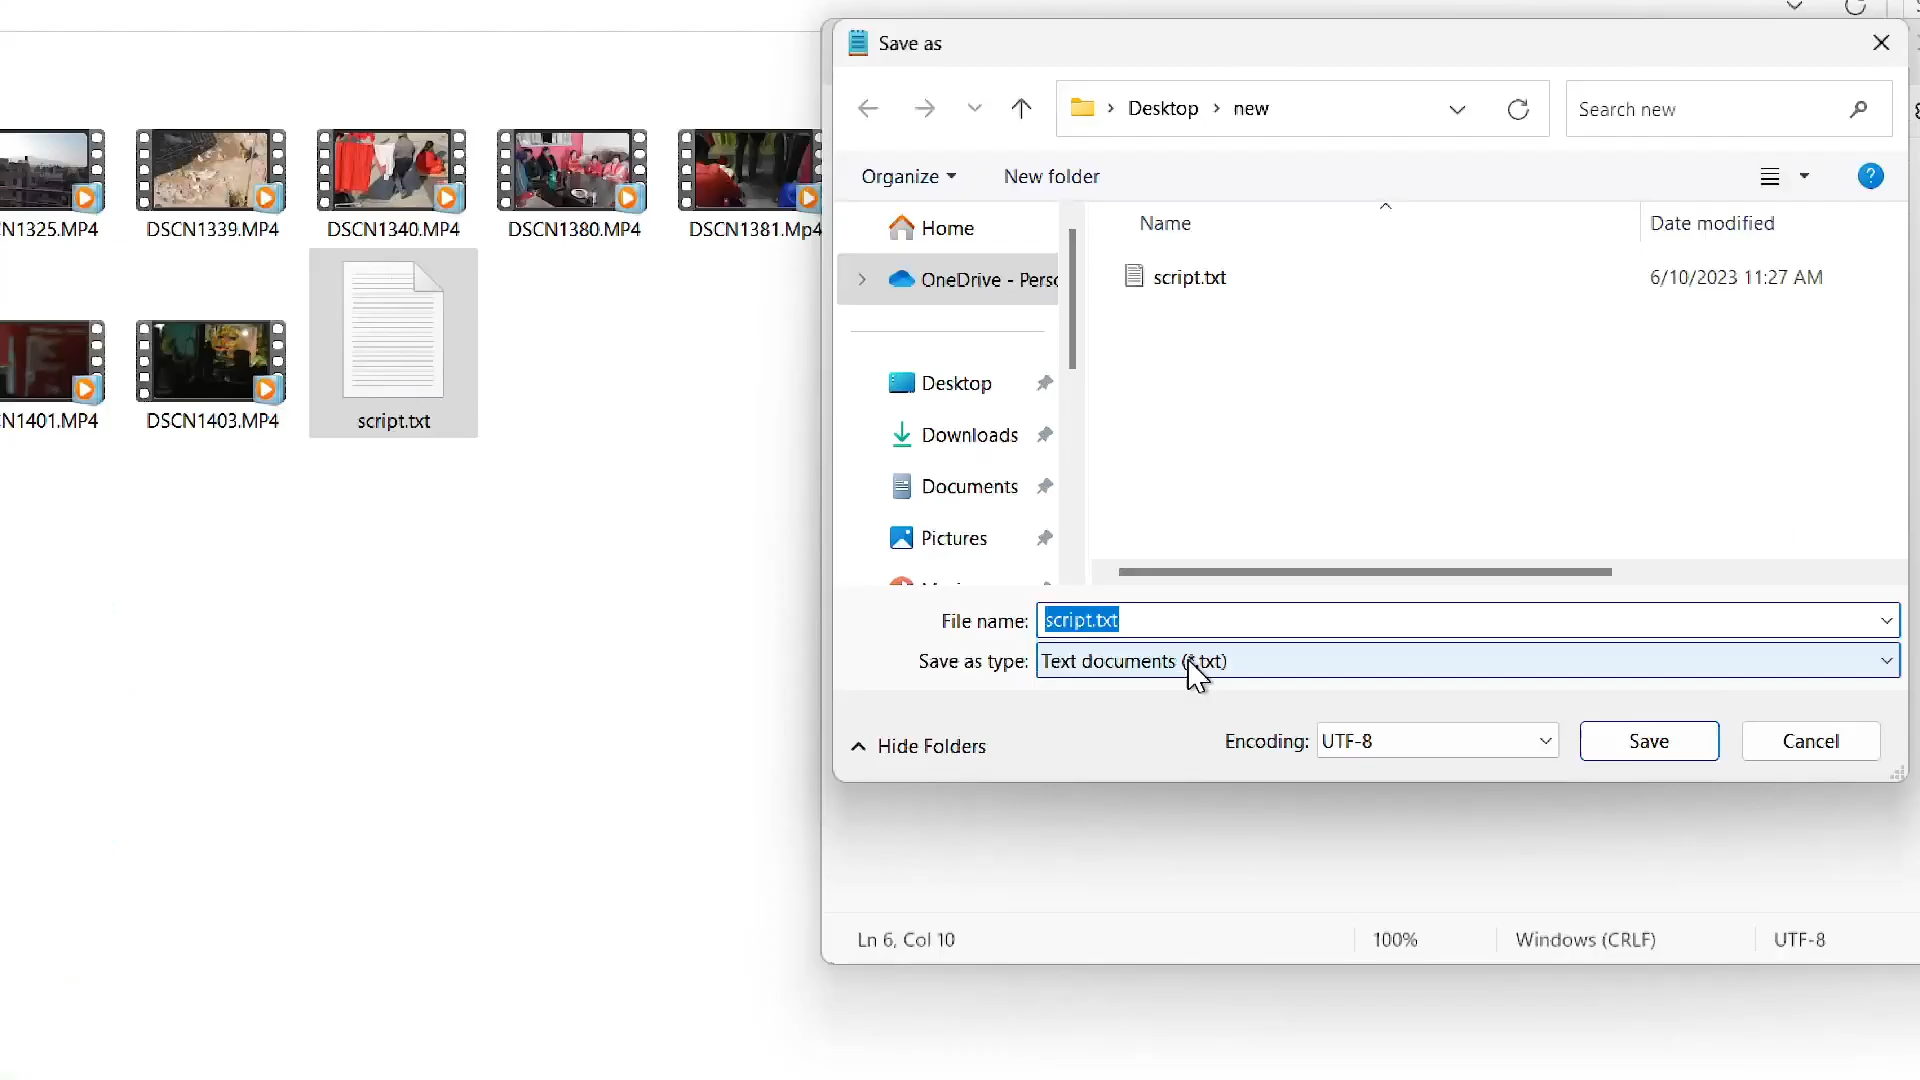 Save as
Desktop > new
Search new
Organize
New folder
Name
Date modified
Home
OneDrive - Perso
script.txt
6/10/2023 11:27 AM
Desktop
Downloads
Documents
Pictures
File name: script.txt
Save as type: Text documents (*.txt)
Hide Folders
Encoding: UTF-8
Save
Cancel
Ln 6, Col 10
100%
Windows (CRLF)
UTF-8
N1325.MP4
DSCN1339.MP4
DSCN1340.MP4
DSCN1380.MP4
DSCN1381.Mp4
CN1401.MP4
DSCN1403.MP4
script.txt